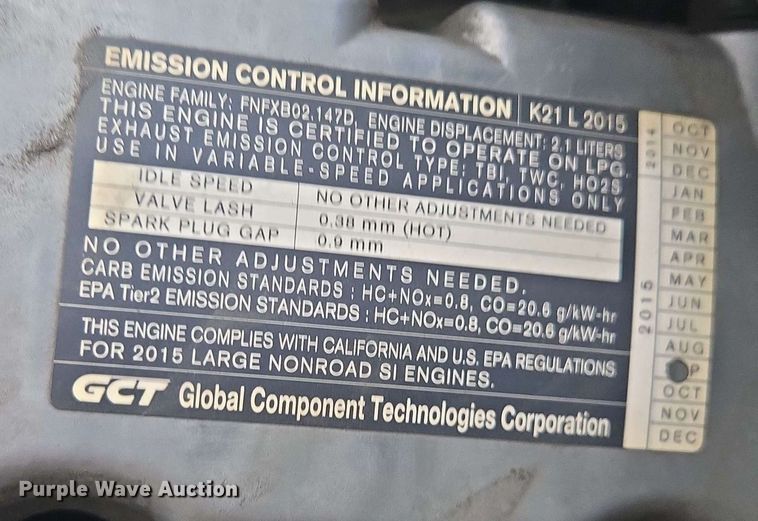 EMISSION CONTROL INFORMATION K21 L 2015
ENGINE FAMILY: FNFXB02.147D, ENGINE DISPLACEMENT: 2.1 LITERS
THIS ENGINE IS CERTIFIED TO OPERATE ON LPG.
EXHAUST EMISSION CONTROL TYPE: TBI, TWC, HO2S
USE IN VARIABLE-SPEED APPLICATIONS ONLY
IDLE SPEED NO OTHER ADJUSTMENTS NEEDED
VALVE LASH 0.38 mm (HOT)
SPARK PLUG GAP 0.9 mm
NO OTHER ADJUSTMENTS NEEDED.
CARB EMISSION STANDARDS : HC+NOx=0.8, CO=20.6 g/kW-hr
EPA Tier2 EMISSION STANDARDS : HC+NOx=0.8, CO=20.6 g/kW-hr
THIS ENGINE COMPLIES WITH CALIFORNIA AND U.S. EPA REGULATIONS
FOR 2015 LARGE NONROAD SI ENGINES.
GCT Global Component Technologies Corporation
2014
OCT
NOV
DEC
2015
JAN
FEB
MAR
APR
MAY
JUN
JUL
AUG
P
OCT
NOV
DEC
Purple Wave Auction